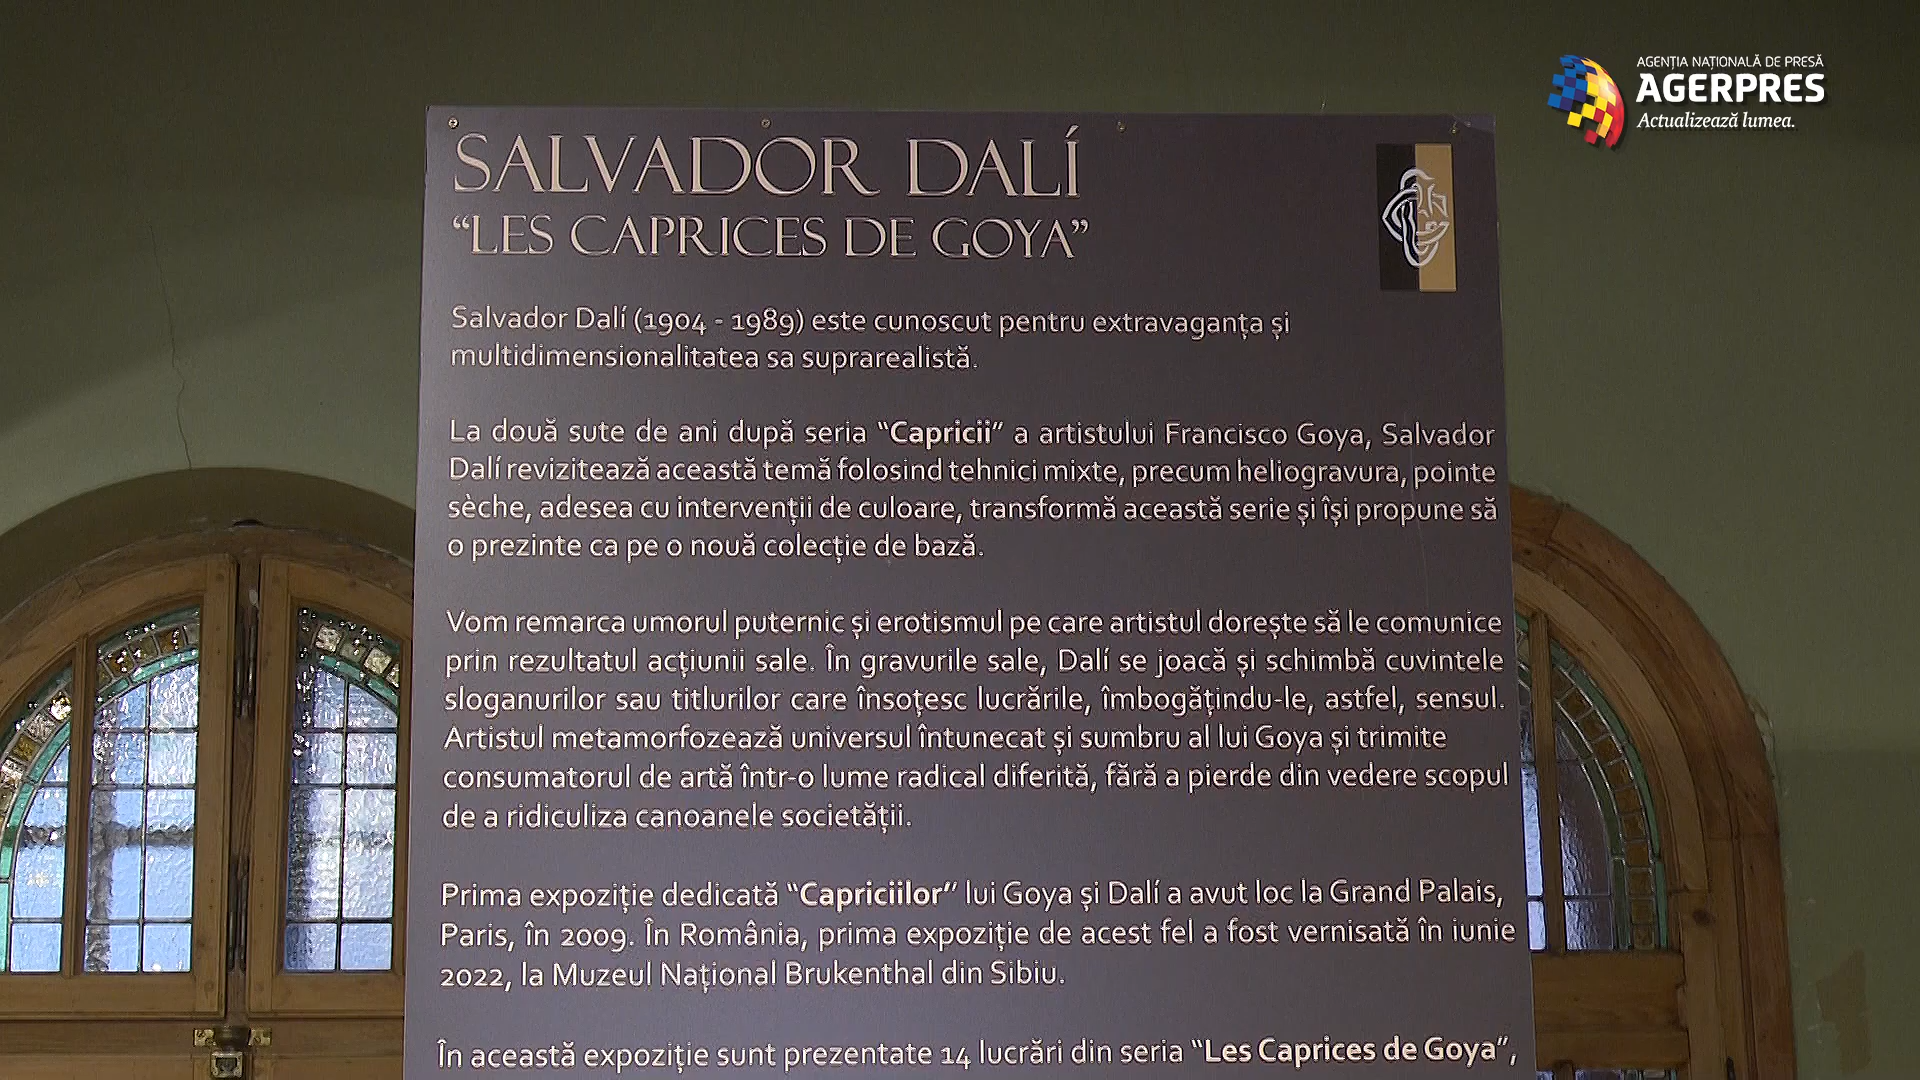 AGENȚIA NAȚIONALĂ DE PRESĂ
AGERPRES
Actualizează lumea.
SALVADOR DALÍ
“LES CAPRICES DE GOYA”
Salvador Dalí (1904 - 1989) este cunoscut pentru extravaganța și
multidimensionalitatea sa suprarealistă.
La două sute de ani după seria “Capricii” a artistului Francisco Goya, Salvador
Dalí revizitează această temă folosind tehnici mixte, precum heliogravura, pointe
sèche, adesea cu intervenții de culoare, transformă această serie și își propune să
o prezinte ca pe o nouă colecție de bază.
Vom remarca umorul puternic și erotismul pe care artistul dorește să le comunice
prin rezultatul acțiunii sale. În gravurile sale, Dalí se joacă și schimbă cuvintele
sloganurilor sau titlurilor care însoțesc lucrările, îmbogățindu-le, astfel, sensul.
Artistul metamorfozează universul întunecat și sumbru al lui Goya și trimite
consumatorul de artă într-o lume radical diferită, fără a pierde din vedere scopul
de a ridiculiza canoanele societății.
Prima expoziție dedicată “Capriciilor” lui Goya și Dalí a avut loc la Grand Palais,
Paris, în 2009. În România, prima expoziție de acest fel a fost vernisată în iunie
2022, la Muzeul Național Brukenthal din Sibiu.
În această expoziție sunt prezentate 14 lucrări din seria “Les Caprices de Goya”,